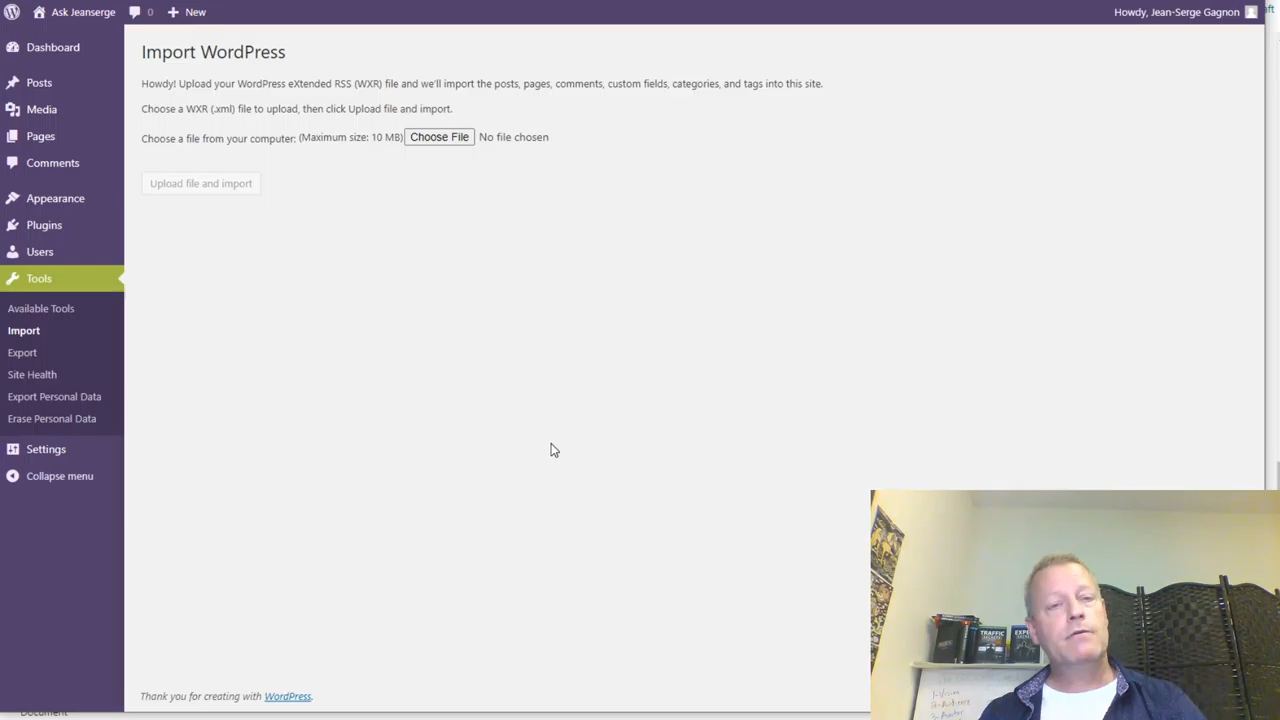 Ask Jeanserge 0 New Howdy, Jean-Serge Gagnon
Dashboard
Posts
Media
Pages
Comments
Appearance
Plugins
Users
Tools
Available Tools
Import
Export
Site Health
Export Personal Data
Erase Personal Data
Settings
Collapse menu
Import WordPress
Howdy! Upload your WordPress eXtended RSS (WXR) file and we'll import the posts, pages, comments, custom fields, categories, and tags into this site.
Choose a WXR (.xml) file to upload, then click Upload file and import.
Choose a file from your computer: (Maximum size: 10 MB) Choose File No file chosen
Upload file and import
Thank you for creating with WordPress.
TRAFFIC